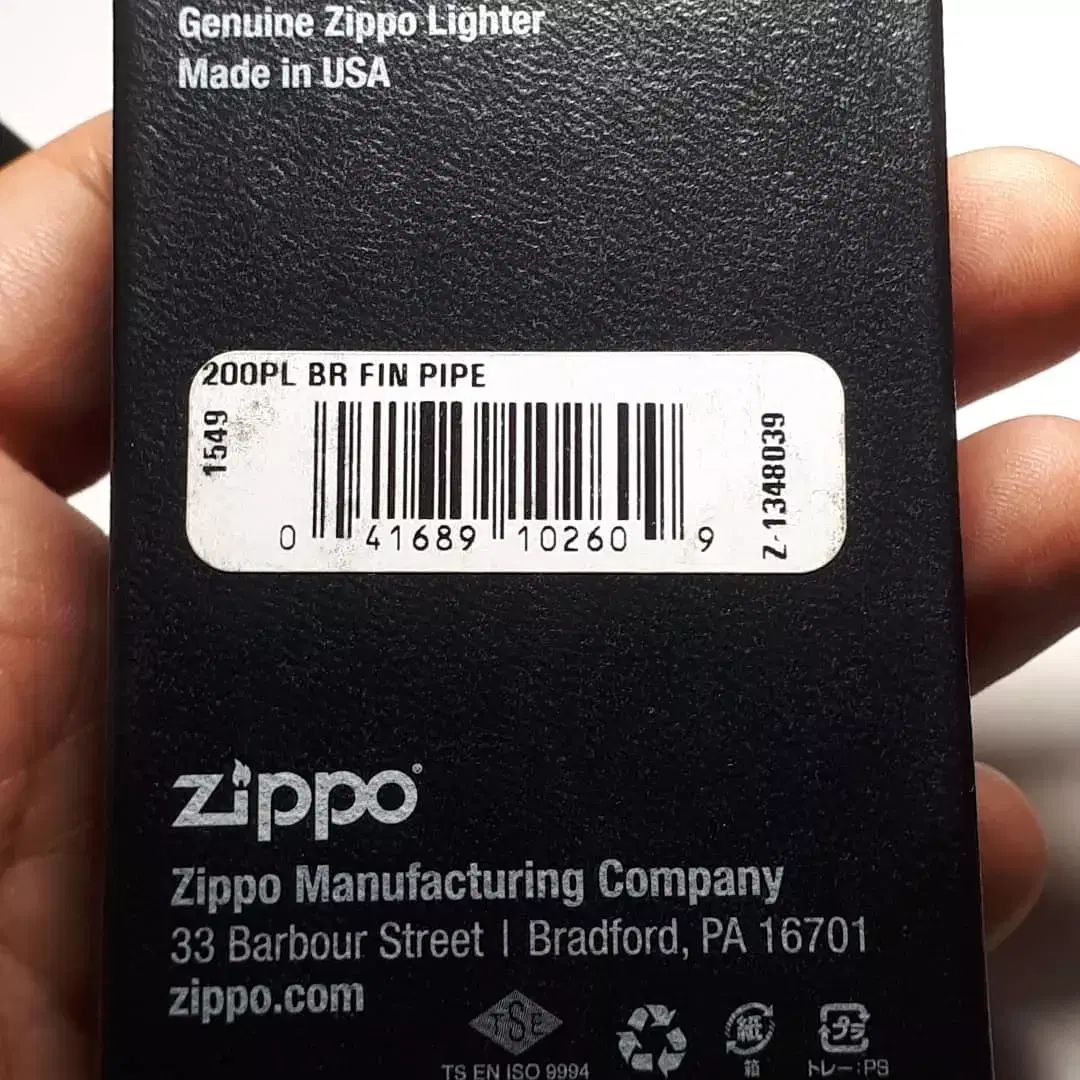 Genuine Zippo Lighter
Made in USA
200PL BR FIN PIPE
1549
0 41689 10260 9
Z-1348039
zippo
Zippo Manufacturing Company
33 Barbour Street | Bradford, PA 16701
zippo.com
TSE
TS EN ISO 9994
紙
箱
プラ
トレー:PS